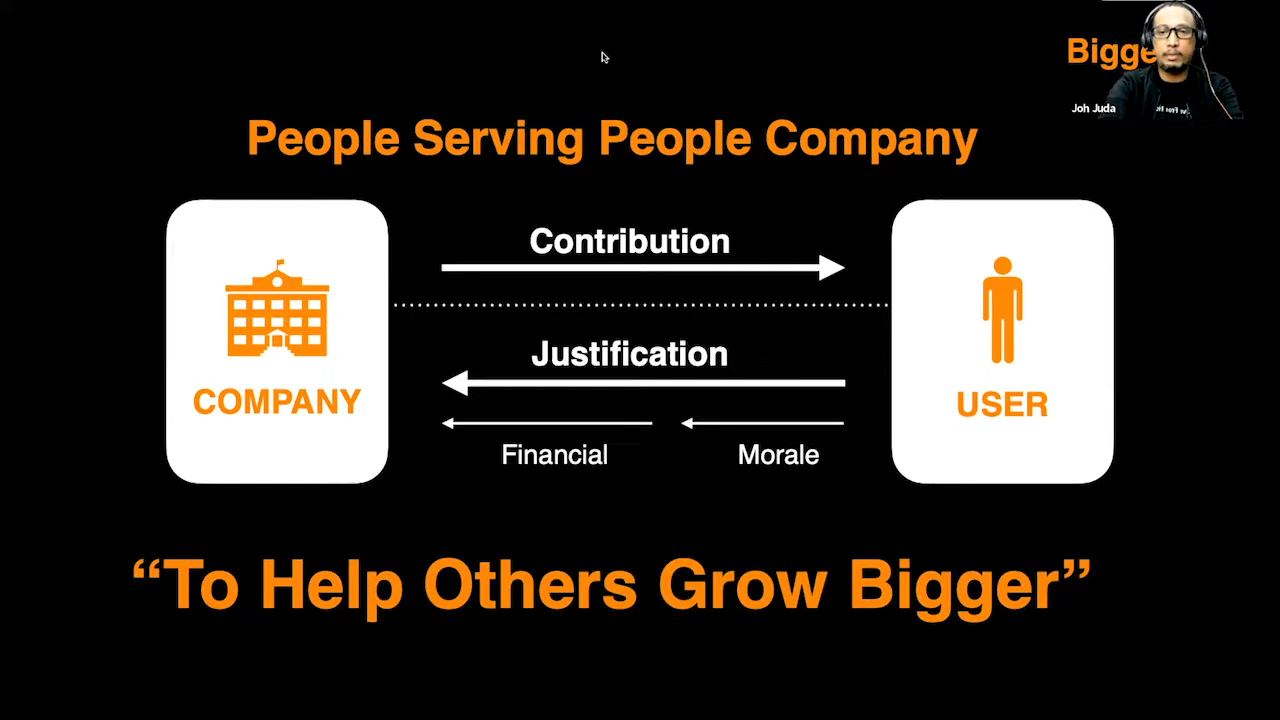 Bigge
Joh Juda
People Serving People Company
Contribution
Justification
COMPANY
USER
Financial
Morale
“To Help Others Grow Bigger”